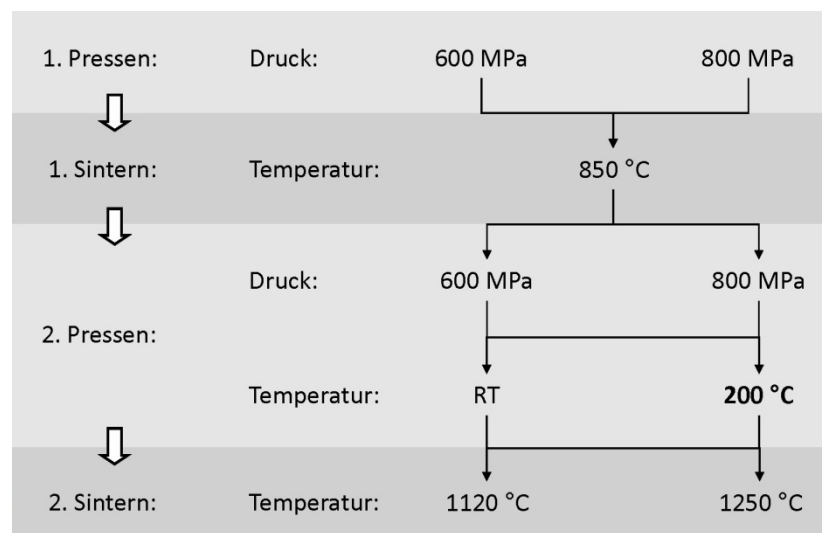 1. Pressen: Druck: 600 MPa 800 MPa
1. Sintern: Temperatur: 850 °C
Druck: 600 MPa 800 MPa
2. Pressen:
Temperatur: RT 200 °C
2. Sintern: Temperatur: 1120 °C 1250 °C